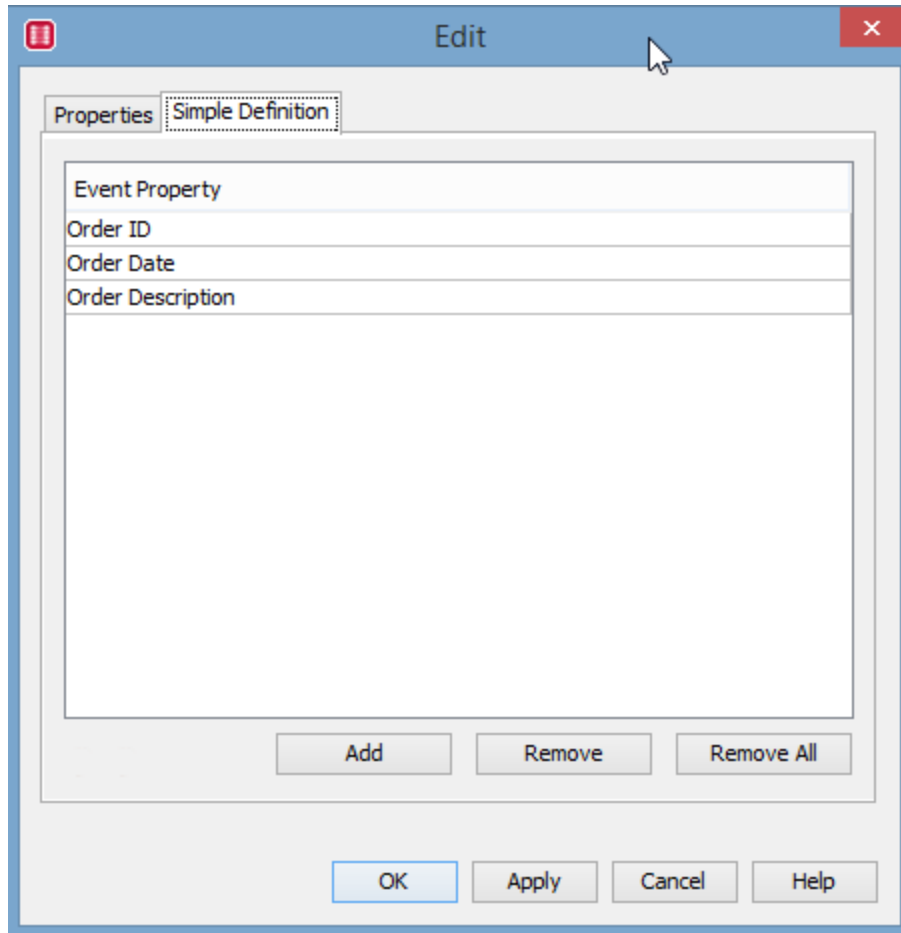 Edit
Properties Simple Definition
Event Property
Order ID
Order Date
Order Description
Add Remove Remove All
OK Apply Cancel Help